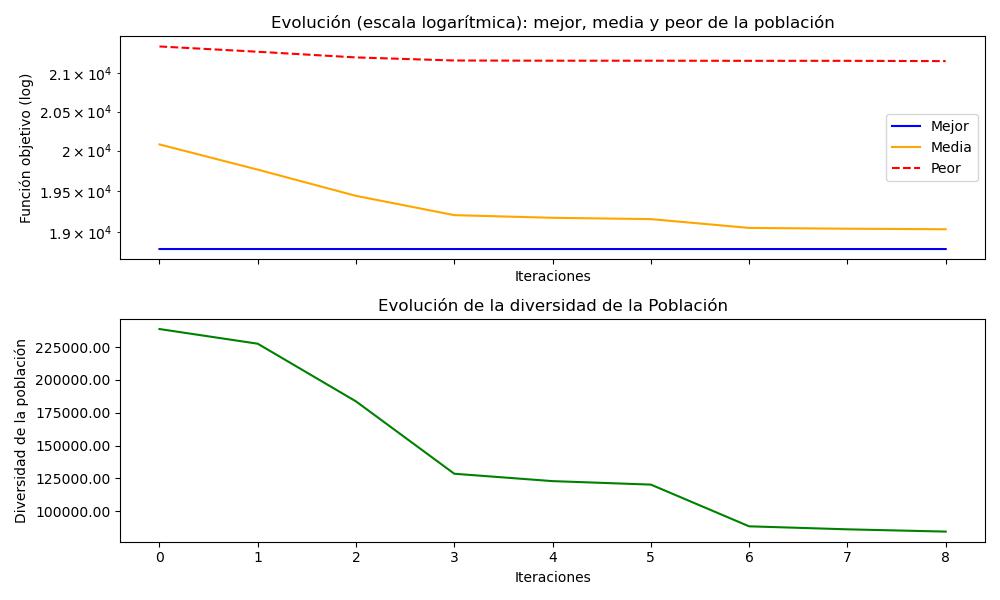 Evolución (escala logarítmica): mejor, media y peor de la población
Función objetivo (log)
2.1 × 10⁴
2.05 × 10⁴
2 × 10⁴
1.95 × 10⁴
1.9 × 10⁴
Mejor
Media
Peor
Iteraciones
Evolución de la diversidad de la Población
Diversidad de la población
225000.00
200000.00
175000.00
150000.00
125000.00
100000.00
0 1 2 3 4 5 6 7 8
Iteraciones